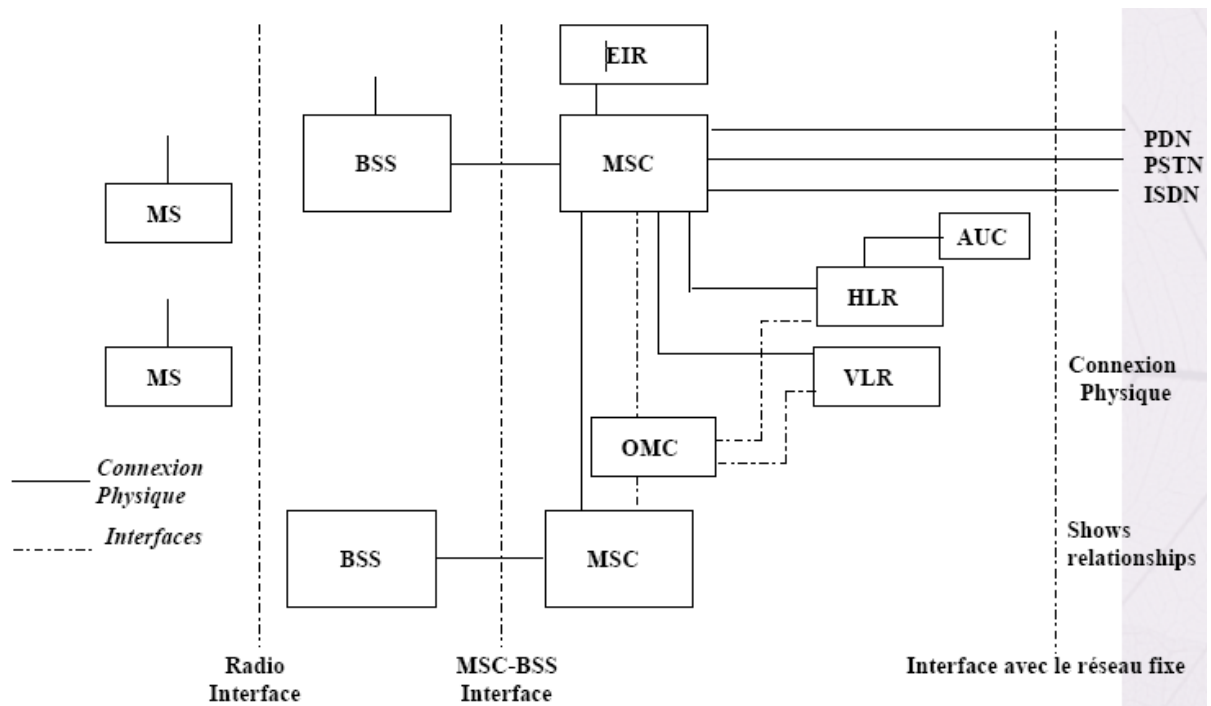 EIR
BSS
MSC
PDN
PSTN
ISDN
MS
AUC
HLR
MS
VLR
Connexion
Physique
OMC
Connexion
Physique
Interfaces
BSS
MSC
Shows
relationships
Radio
Interface
MSC-BSS
Interface
Interface avec le réseau fixe